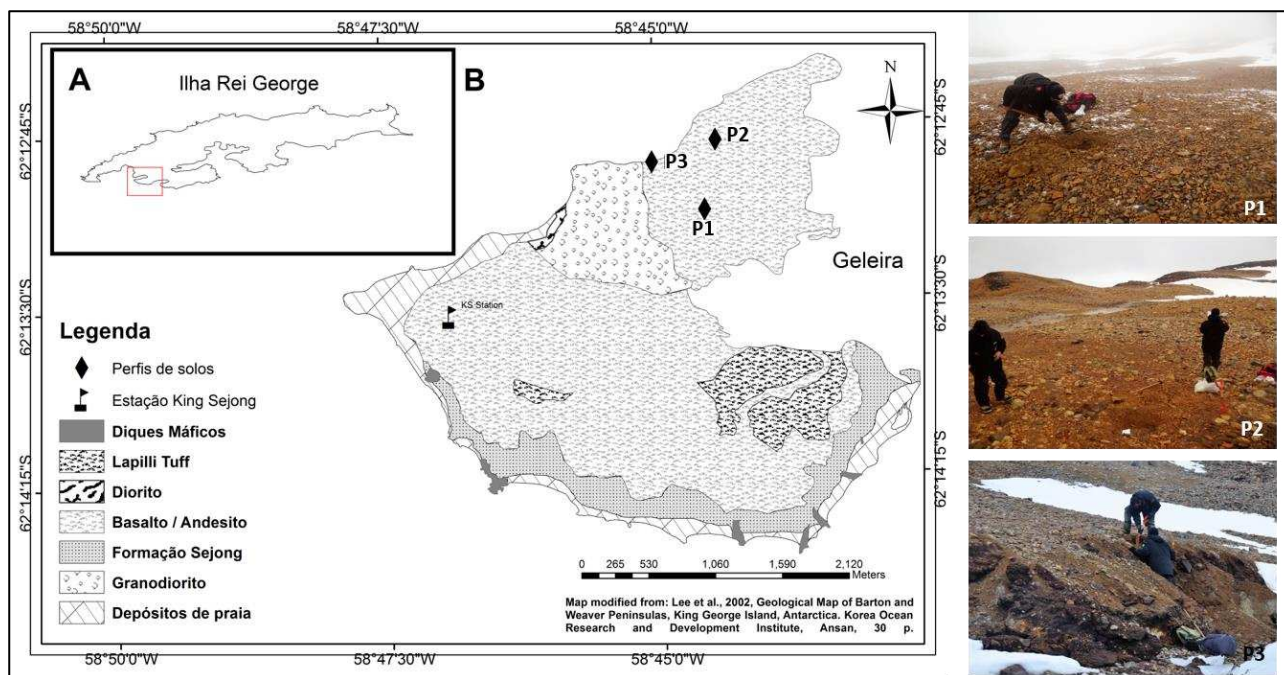 58°50'00"W
58°47'30"W
58°45'00"W
A
Ilha Rei George
B
N
62°12'45"S
62°13'30"S
62°14'15"S
62°12'45"S
62°13'30"S
62°14'15"S
P2
P3
P1
Geleira
KS Station
Legenda
Perfis de solos
Estação King Sejong
Diques Máficos
Lapilli Tuff
Diorito
Basalto / Andesito
Formação Sejong
Granodiorito
Depósitos de praia
0 265 530 1,060 1,590 2,120
Meters
Map modified from: Lee et al., 2002, Geological Map of Barton and
Weaver Peninsulas, King George Island, Antarctica. Korea Ocean
Research and Development Institute, Ansan, 30 p.
58°50'00"W
58°47'30"W
58°45'00"W
P1
P2
P3